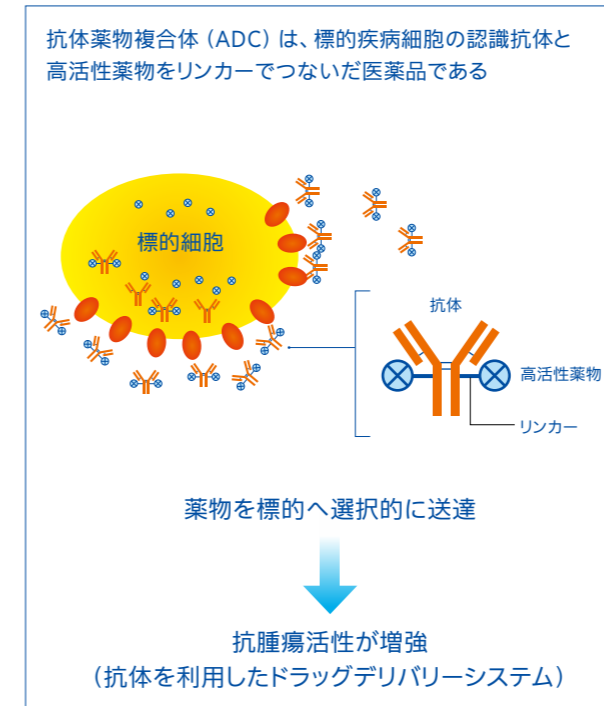 抗体薬物複合体（ADC）は、標的疾病細胞の認識抗体と
高活性薬物をリンカーでつないだ医薬品である
標的細胞
抗体
高活性薬物
リンカー
薬物を標的へ選択的に送達
抗腫瘍活性が増強
（抗体を利用したドラッグデリバリーシステム）